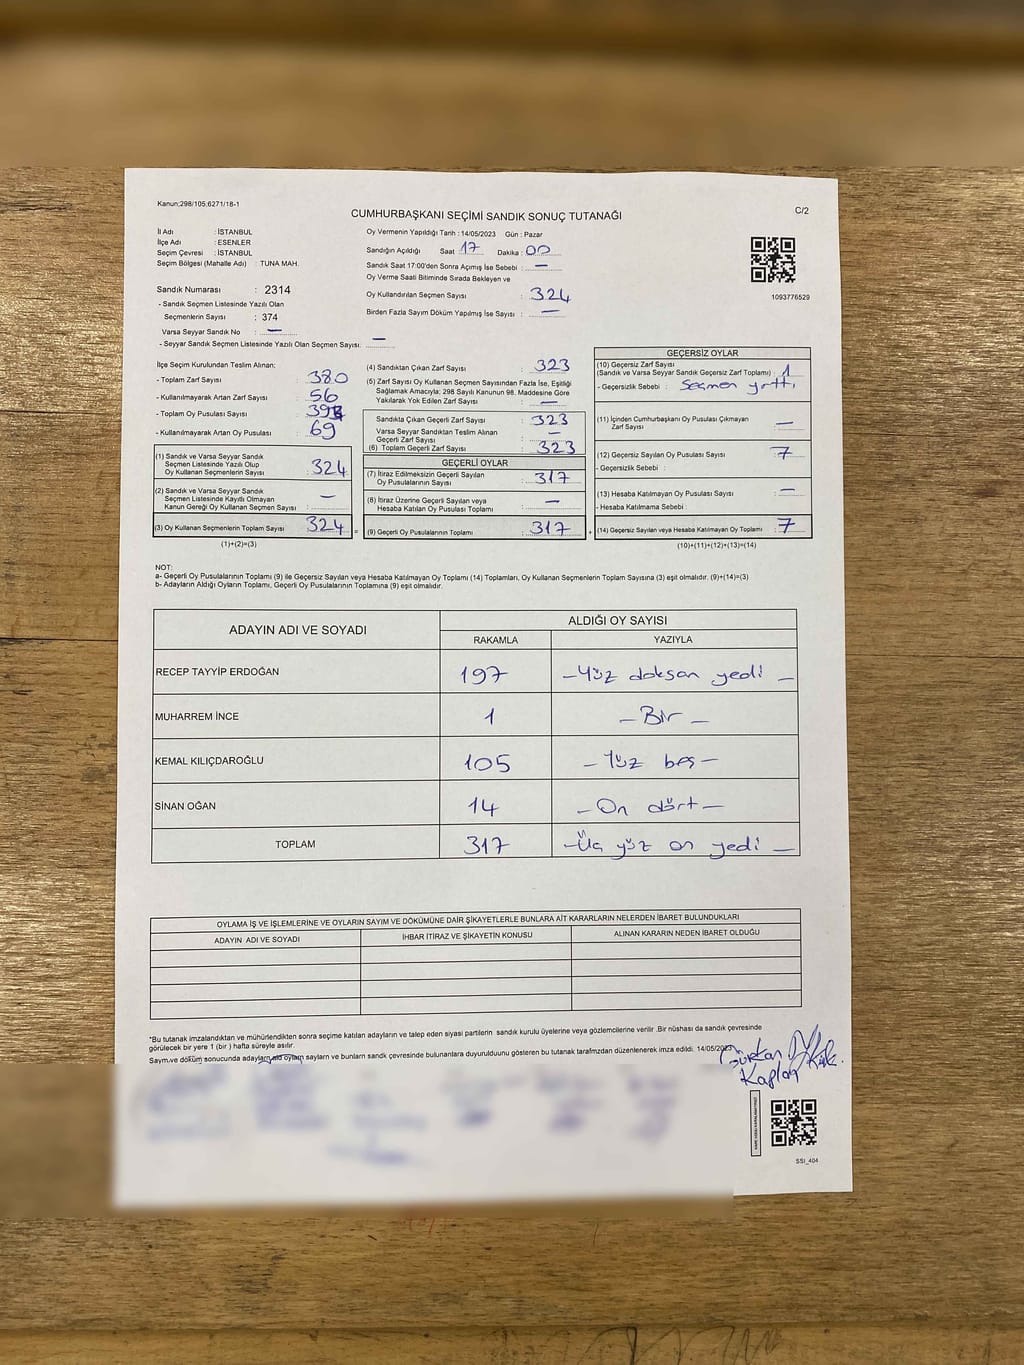 Kanun;298/105;6271/18-1
CUMHURBAŞKANI SEÇİMİ SANDIK SONUÇ TUTANAĞI
C/2
İl Adı : İSTANBUL
İlçe Adı : ESENLER
Seçim Çevresi : İSTANBUL
Seçim Bölgesi (Mahalle Adı) : TUNA MAH.
Sandık Numarası : 2314
- Sandık Seçmen Listesinde Yazılı Olan
Seçmenlerin Sayısı : 374
Varsa Seyyar Sandık No : —
- Seyyar Sandık Seçmen Listesinde Yazılı Olan Seçmen Sayısı: —
Oy Vermenin Yapıldığı Tarih : 14/05/2023 Gün : Pazar
Sandığın Açıldığı Saat 17 Dakika : 00
Sandık Saat 17:00'den Sonra Açımış İse Sebebi : —
Oy Verme Saati Bitiminde Sırada Bekleyen ve
Oy Kullandırılan Seçmen Sayısı : 324
Birden Fazla Sayım Döküm Yapılmış İse Sayısı : —
1093776529
İlçe Seçim Kurulundan Teslim Alınan:
- Toplam Zarf Sayısı : 380
- Kullanılmayarak Artan Zarf Sayısı : 56
- Toplam Oy Pusulası Sayısı :
- Kullanılmayarak Artan Oy Pusulası : 69
(1) Sandık ve Varsa Seyyar Sandık
Seçmen Listesinde Yazılı Olup
Oy Kullanan Seçmenlerin Sayısı : 324
(2) Sandık ve Varsa Seyyar Sandık
Seçmen Listesinde Kayıtlı Olmayan
Kanun Gereği Oy Kullanan Seçmen Sayısı : —
(3) Oy Kullanan Seçmenlerin Toplam Sayısı : 324 =
(1)+(2)=(3)
(4) Sandıktan Çıkan Zarf Sayısı : 323
(5) Zarf Sayısı Oy Kullanan Seçmen Sayısından Fazla İse, Eşitliği
Sağlamak Amacıyla; 298 Sayılı Kanunun 98. Maddesine Göre
Yakılarak Yok Edilen Zarf Sayısı : —
Sandıkta Çıkan Geçerli Zarf Sayısı : 323
Varsa Seyyar Sandıktan Teslim Alınan
Geçerli Zarf Sayısı : —
(6) Toplam Geçerli Zarf Sayısı : 323
GEÇERLİ OYLAR
(7) İtiraz Edilmeksizin Geçerli Sayılan
Oy Pusulalarının Sayısı : 317
(8) İtiraz Üzerine Geçerli Sayılan veya
Hesaba Katılan Oy Pusulası Toplamı : —
(9) Geçerli Oy Pusulalarının Toplamı : 317 +
GEÇERSİZ OYLAR
(10) Geçersiz Zarf Sayısı
(Sandık ve Varsa Seyyar Sandık Geçersiz Zarf Toplamı) : 1
- Geçersizlik Sebebi : Seçmen yırttı
(11) İçinden Cumhurbaşkanı Oy Pusulası Çıkmayan
Zarf Sayısı : —
(12) Geçersiz Sayılan Oy Pusulası Sayısı : 7
- Geçersizlik Sebebi :
(13) Hesaba Katılmayan Oy Pusulası Sayısı : —
- Hesaba Katılmama Sebebi :
(14) Geçersiz Sayılan veya Hesaba Katılmayan Oy Toplamı : 7
(10)+(11)+(12)+(13)=(14)
NOT:
a- Geçerli Oy Pusulalarının Toplamı (9) ile Geçersiz Sayılan veya Hesaba Katılmayan Oy Toplamı (14) Toplamları, Oy Kullanan Seçmenlerin Toplam Sayısına (3) eşit olmalıdır. (9)+(14)=(3)
b- Adayların Aldığı Oyların Toplamı, Geçerli Oy Pusulalarının Toplamına (9) eşit olmalıdır.
ADAYIN ADI VE SOYADI
ALDIĞI OY SAYISI
RAKAMLA YAZIYLA
RECEP TAYYİP ERDOĞAN 197 — Yüz doksan yedi —
MUHARREM İNCE 1 — Bir —
KEMAL KILIÇDAROĞLU 105 — Yüz beş —
SİNAN OĞAN 14 — On dört —
TOPLAM 317 — Üç yüz on yedi —
OYLAMA İŞ VE İŞLEMLERİNE VE OYLARIN SAYIM VE DÖKÜMÜNE DAİR ŞİKAYETLERLE BUNLARA AİT KARARLARIN NELERDEN İBARET BULUNDUKLARI
ADAYIN ADI VE SOYADI İHBAR İTİRAZ VE ŞİKAYETİN KONUSU ALINAN KARARIN NEDEN İBARET OLDUĞU
*Bu tutanak imzalandıktan ve mühürlendikten sonra seçime katılan adayların ve talep eden siyasi partilerin sandık kurulu üyelerine veya gözlemcilerine verilir .Bir nüshası da sandık çevresinde
görülecek bir yere 1 (bir ) hafta süreyle asılır.
Sayım ve döküm sonucunda adayların aldığı oyların sayıları ve bunların sandık çevresinde bulunanlara duyurulduunu gösteren bu tutanak tarafımızdan düzenlenerek imza edildi. 14/05/2023
Gürkan
Kaplan
SSI_404